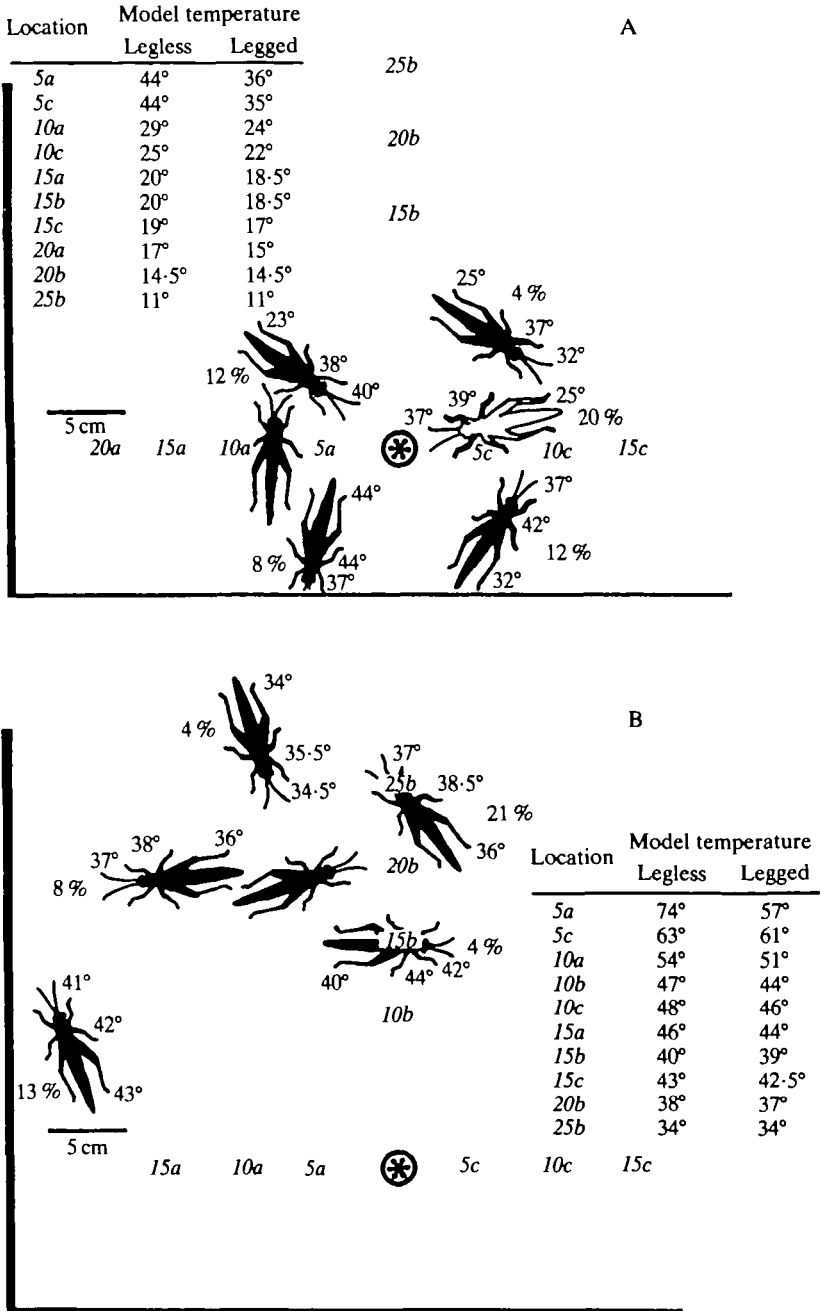 A
Location Model temperature
Legless Legged
5a 44° 36°
5c 44° 35°
10a 29° 24°
10c 25° 22°
15a 20° 18·5°
15b 20° 18·5°
15c 19° 17°
20a 17° 15°
20b 14·5° 14·5°
25b 11° 11°
25b
20b
15b
25° 4 %
37°
32°
23°
38°
12 % 40°
39° 25°
37° 20 %
5 cm
20a 15a 10a 5a 5c 10c 15c
44° 37°
42°
8 % 44° 12 %
37° 32°
B
34°
4 %
35·5°
34·5°
37°
25b 38·5°
21 %
36°
38° 36°
37°
8 %
20b
15b 4 %
40° 44° 42°
10b
41°
42°
13 % 43°
5 cm
15a 10a 5a 5c 10c 15c
Location Model temperature
Legless Legged
5a 74° 57°
5c 63° 61°
10a 54° 51°
10b 47° 44°
10c 48° 46°
15a 46° 44°
15b 40° 39°
15c 43° 42·5°
20b 38° 37°
25b 34° 34°